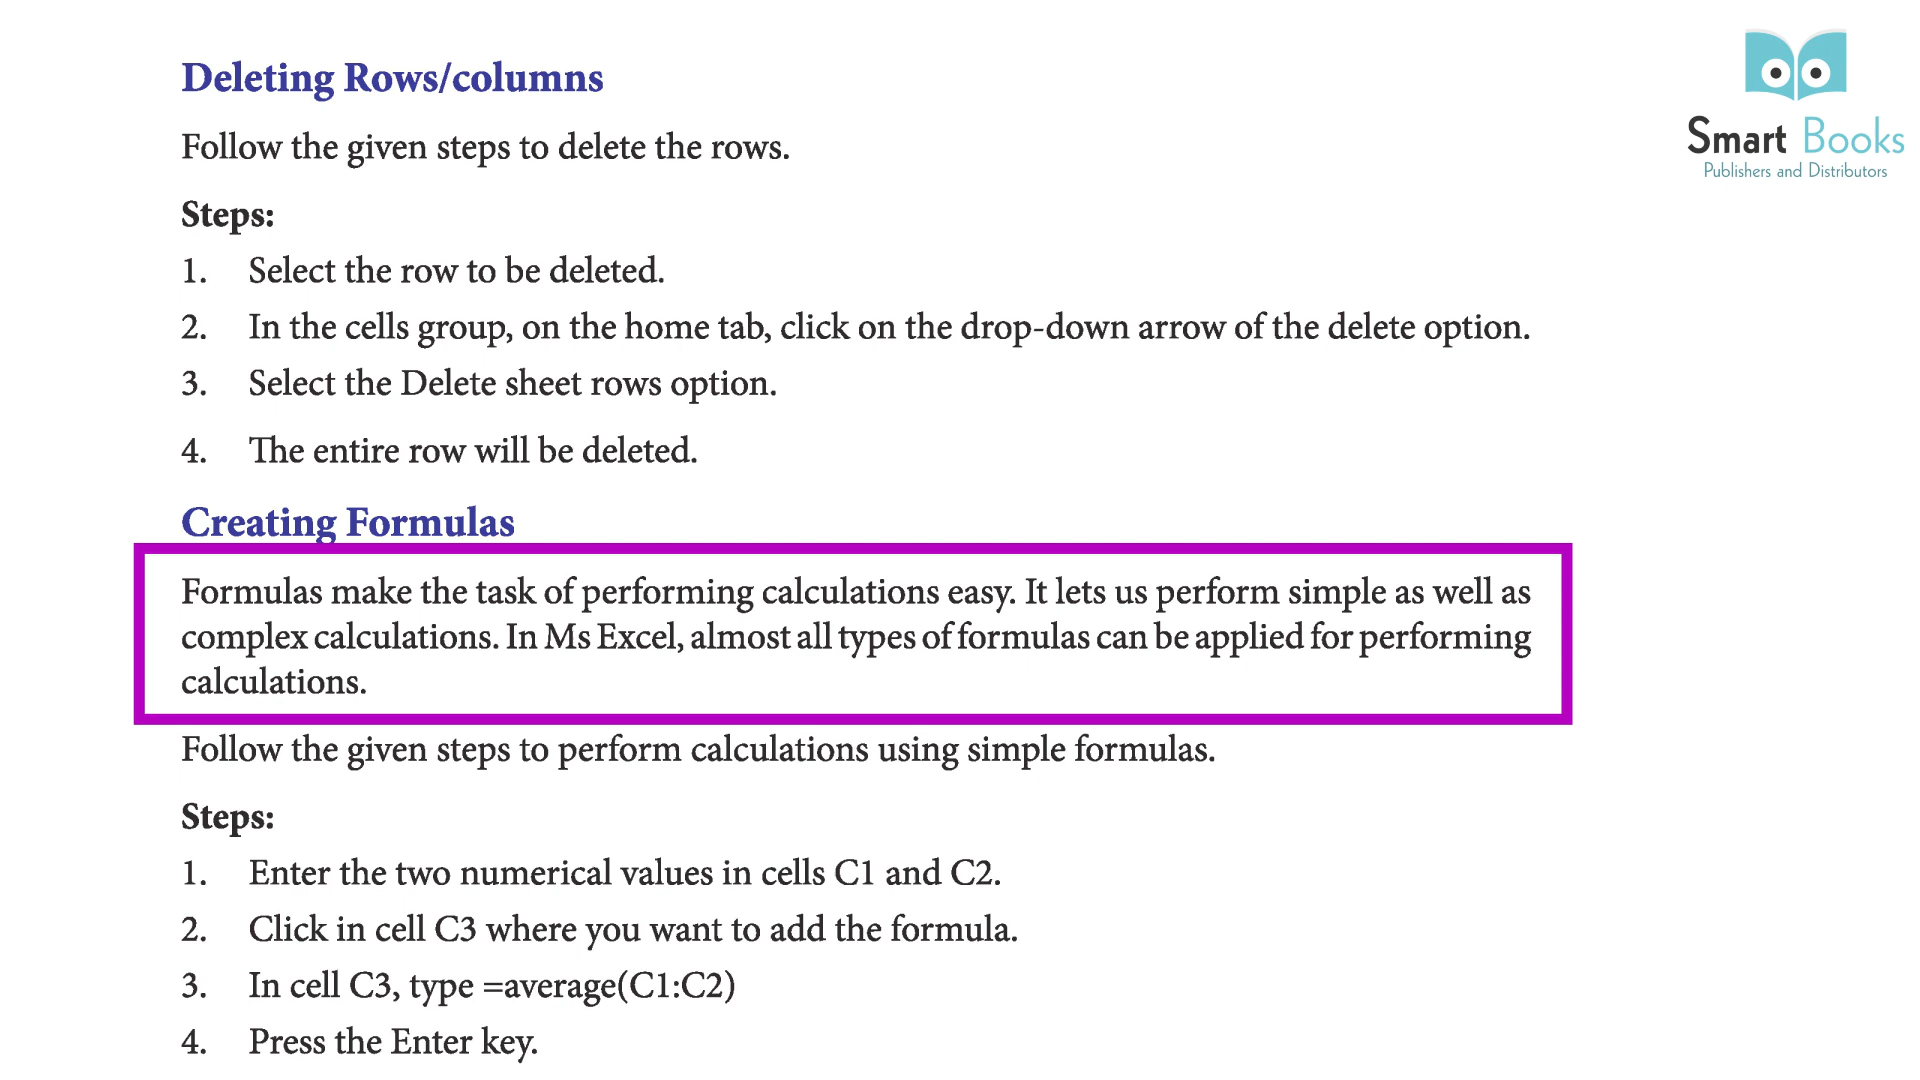 Smart Books
Publishers and Distributors
Deleting Rows/columns
Follow the given steps to delete the rows.
Steps:
1. Select the row to be deleted.
2. In the cells group, on the home tab, click on the drop-down arrow of the delete option.
3. Select the Delete sheet rows option.
4. The entire row will be deleted.
Creating Formulas
Formulas make the task of performing calculations easy. It lets us perform simple as well as
complex calculations. In Ms Excel, almost all types of formulas can be applied for performing
calculations.
Follow the given steps to perform calculations using simple formulas.
Steps:
1. Enter the two numerical values in cells C1 and C2.
2. Click in cell C3 where you want to add the formula.
3. In cell C3, type =average(C1:C2)
4. Press the Enter key.